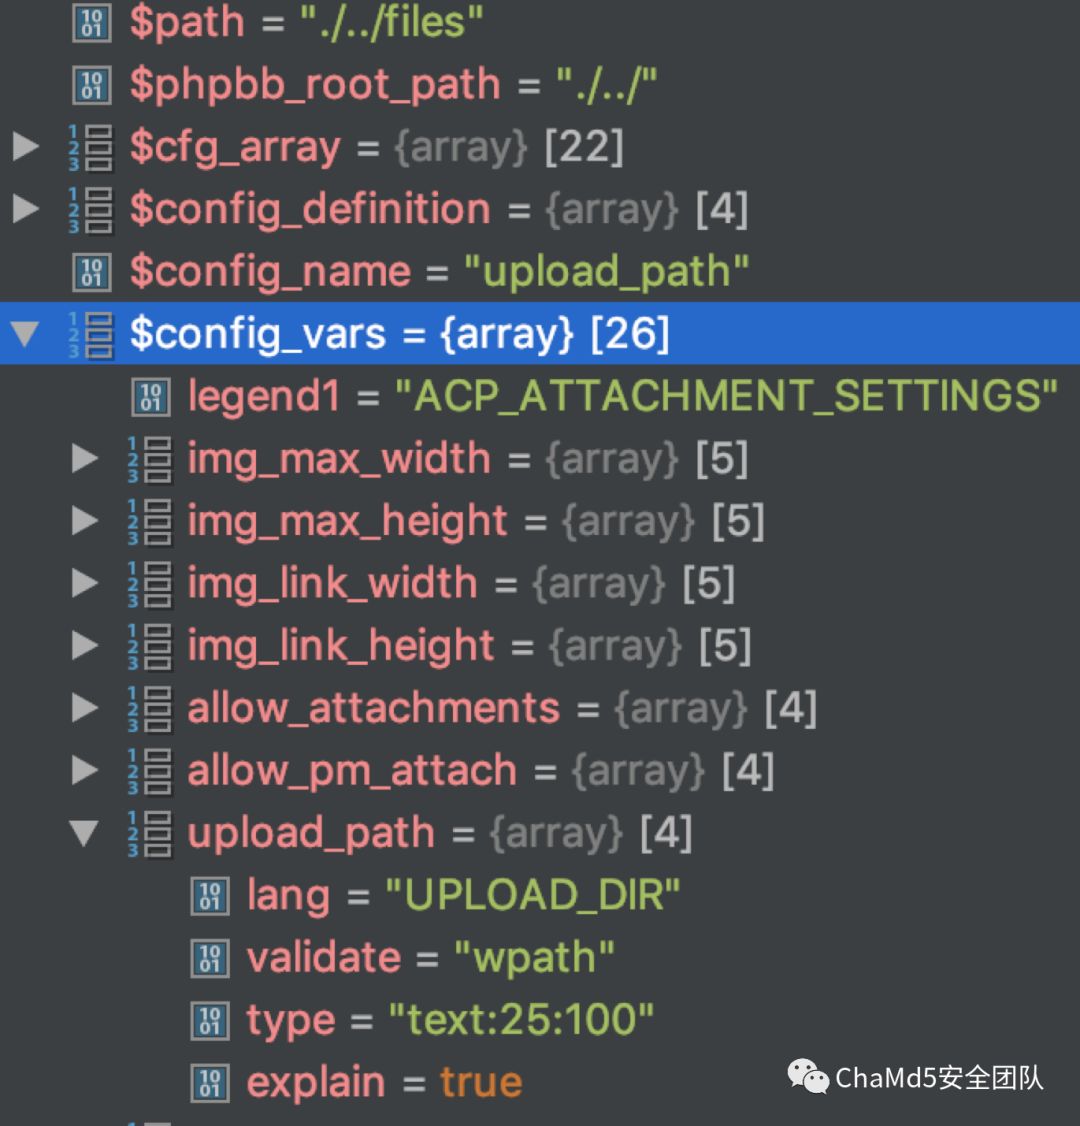 $path = "./../files"
$phpbb_root_path = "./../"
$cfg_array = {array} [22]
$config_definition = {array} [4]
$config_name = "upload_path"
$config_vars = {array} [26]
legend1 = "ACP_ATTACHMENT_SETTINGS"
img_max_width = {array} [5]
img_max_height = {array} [5]
img_link_width = {array} [5]
img_link_height = {array} [5]
allow_attachments = {array} [4]
allow_pm_attach = {array} [4]
upload_path = {array} [4]
lang = "UPLOAD_DIR"
validate = "wpath"
type = "text:25:100"
explain = true
ChaMd5安全团队